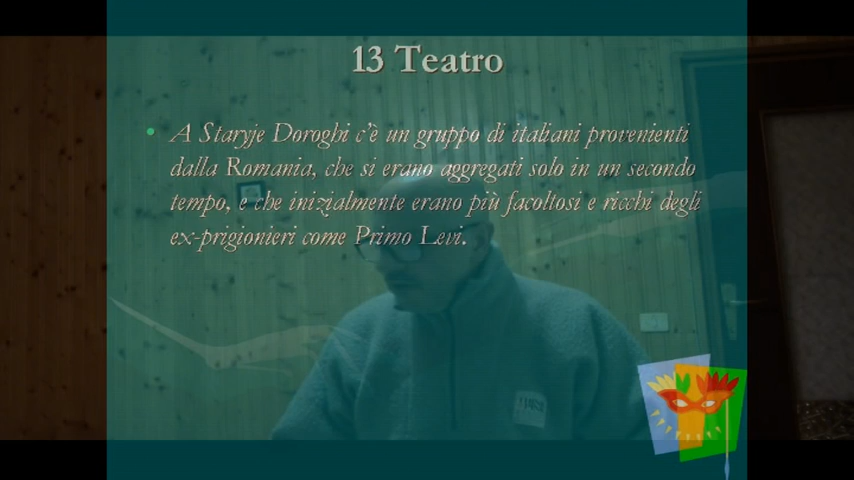 13 Teatro
• A Staryje Doroghi c'è un gruppo di italiani provenienti
dalla Romania, che si erano aggregati solo in un secondo
tempo, e che inizialmente erano più facoltosi e ricchi degli
ex-prigionieri come Primo Levi.